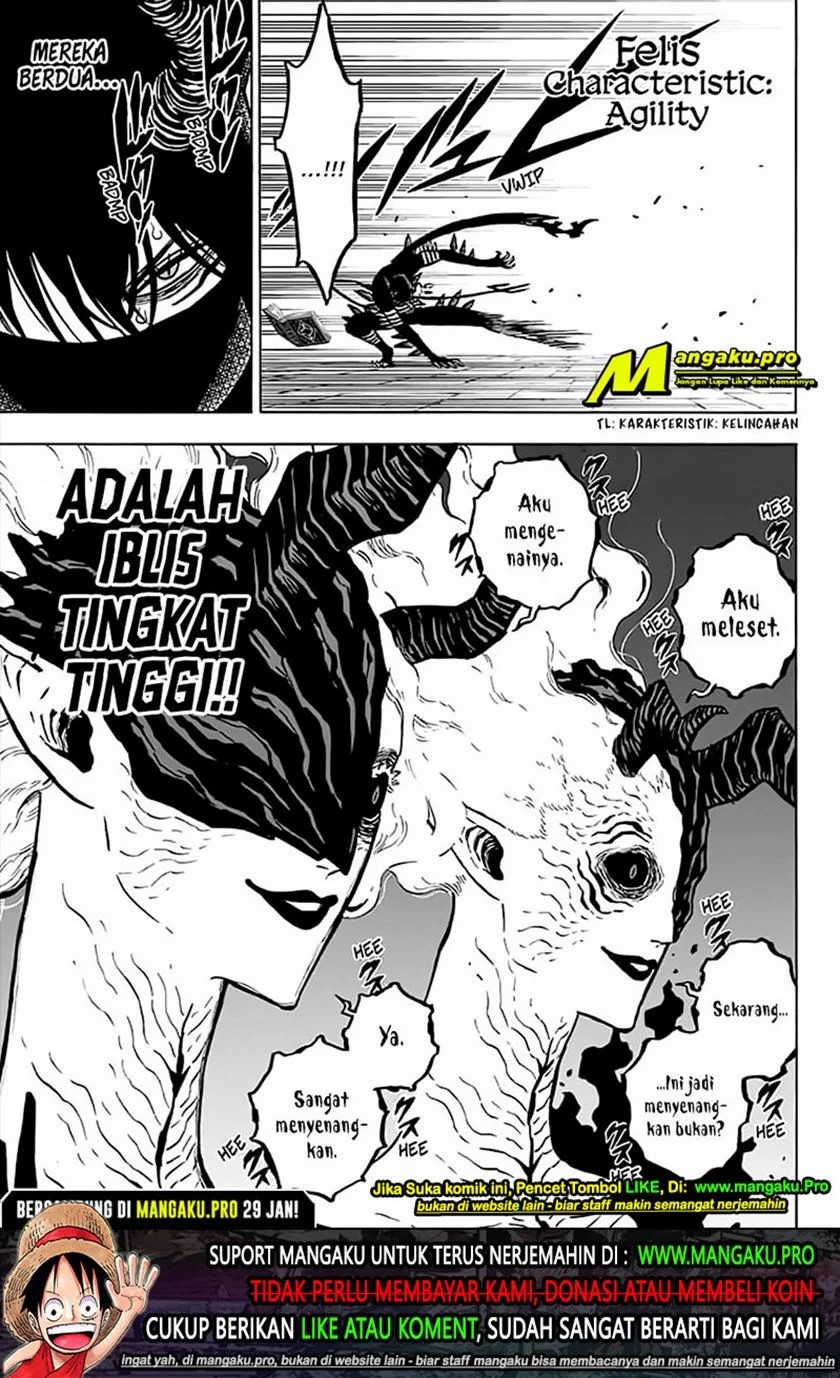 MEREKA
BERDUA...
BADMP
BADMP
Felis
Characteristic:
Agility
...!!!
VWIP
Mangaku.pro
Jangan Lupa Like dan Komennya
TL: KARAKTERISTIK: KELINCAHAN
ADALAH
IBLIS
TINGKAT
TINGGI!!
Aku
menge-
nainya.
HEE
HEE
Aku
meleset.
HEE
HEE
Sekarang...
...Ini jadi
menyenang-
kan bukan?
HEE
HEE
HEE
Ya.
Sangat
menyenang-
kan.
HEE
HEE
Jika Suka komik ini, Pencet Tombol LIKE, Di: www.mangaku.Pro
bukan di website lain - biar staff makin semangat nerjemahin
DI MANGAKU.PRO 29 JAN!
SUPORT MANGAKU UNTUK TERUS NERJEMAHIN DI : WWW.MANGAKU.PRO
TIDAK PERLU MEMBAYAR KAMI, DONASI ATAU MEMBELI KOIN
CUKUP BERIKAN LIKE ATAU KOMENT, SUDAH SANGAT BERARTI BAGI KAMI
ingat yah, di mangaku.pro, bukan di website lain - biar staff mangaku bisa membacanya dan makin semangat nerjemahin